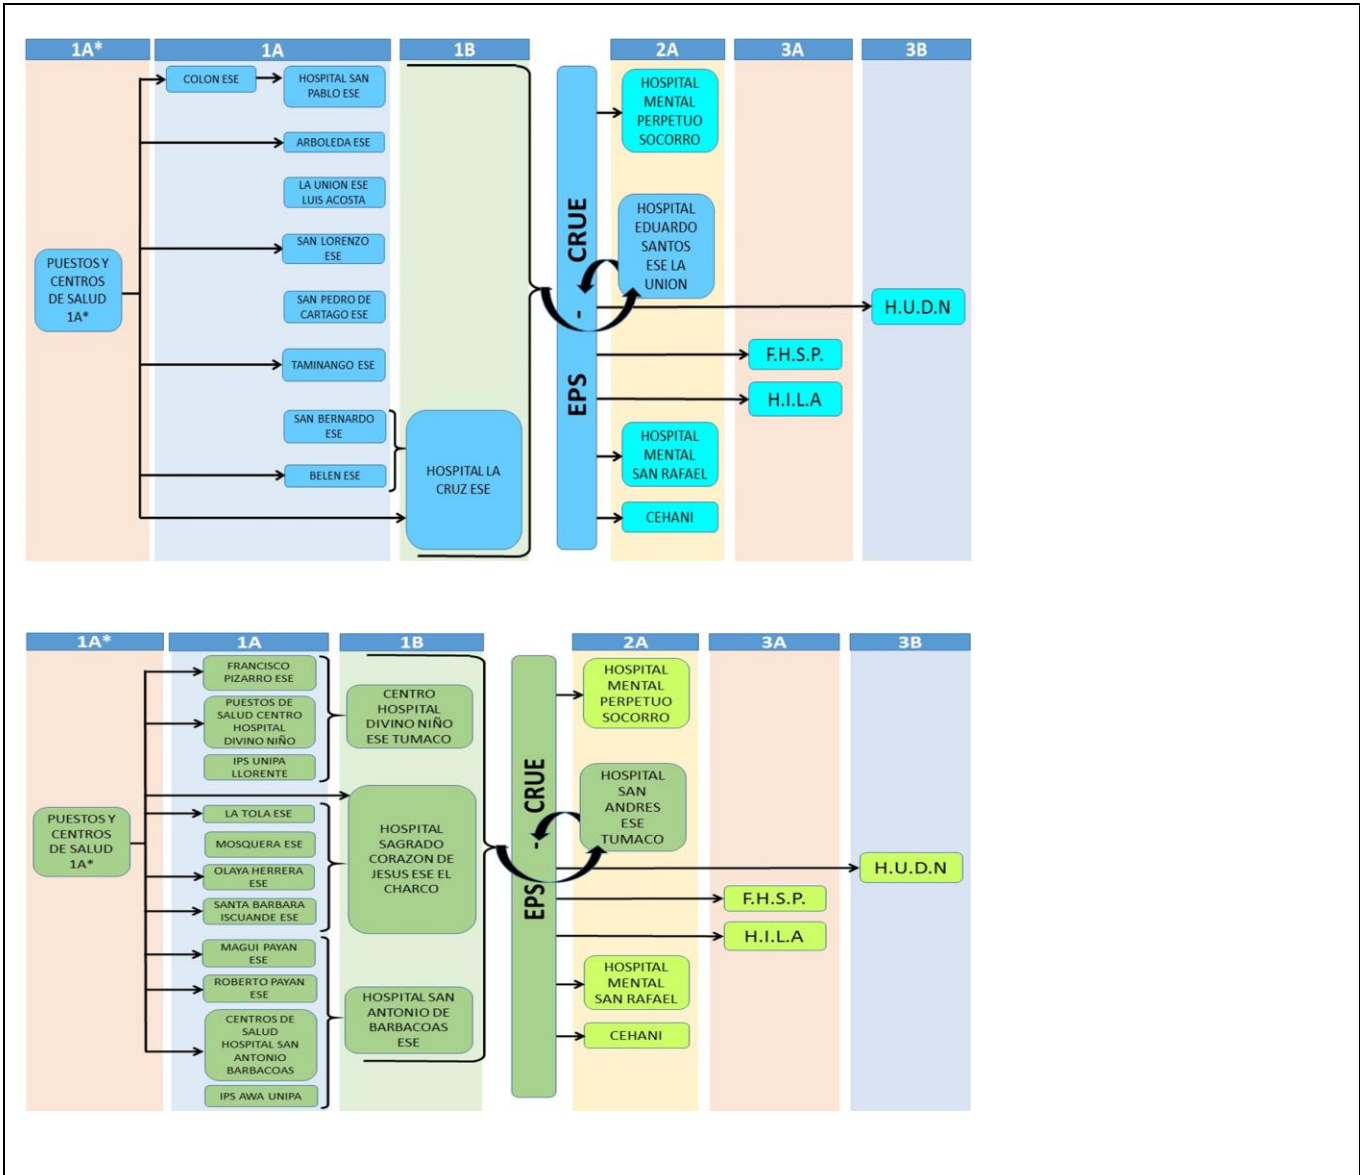 1A*
1A
1B
2A
3A
3B
COLON ESE
HOSPITAL SAN
PABLO ESE
ARBOLEDA ESE
LA UNION ESE
LUIS ACOSTA
SAN LORENZO
ESE
SAN PEDRO DE
CARTAGO ESE
TAMINANGO ESE
SAN BERNARDO
ESE
BELEN ESE
PUESTOS Y
CENTROS
DE SALUD
1A*
HOSPITAL LA
CRUZ ESE
EPS - CRUE
HOSPITAL
MENTAL
PERPETUO
SOCORRO
HOSPITAL
EDUARDO
SANTOS
ESE LA
UNION
HOSPITAL
MENTAL
SAN RAFAEL
CEHANI
F.H.S.P.
H.I.L.A
H.U.D.N
1A*
1A
1B
2A
3A
3B
PUESTOS Y
CENTROS
DE SALUD
1A*
FRANCISCO
PIZARRO ESE
PUESTOS DE
SALUD CENTRO
HOSPITAL
DIVINO NIÑO
IPS UNIPA
LLORENTE
LA TOLA ESE
MOSQUERA ESE
OLAYA HERRERA
ESE
SANTA BARBARA
ISCUANDE ESE
MAGUI PAYAN
ESE
ROBERTO PAYAN
ESE
CENTROS DE
SALUD
HOSPITAL SAN
ANTONIO
BARBACOAS
IPS AWA UNIPA
CENTRO
HOSPITAL
DIVINO NIÑO
ESE TUMACO
HOSPITAL
SAGRADO
CORAZON DE
JESUS ESE EL
CHARCO
HOSPITAL SAN
ANTONIO DE
BARBACOAS
ESE
EPS - CRUE
HOSPITAL
MENTAL
PERPETUO
SOCORRO
HOSPITAL
SAN
ANDRES
ESE
TUMACO
HOSPITAL
MENTAL
SAN RAFAEL
CEHANI
F.H.S.P.
H.I.L.A
H.U.D.N